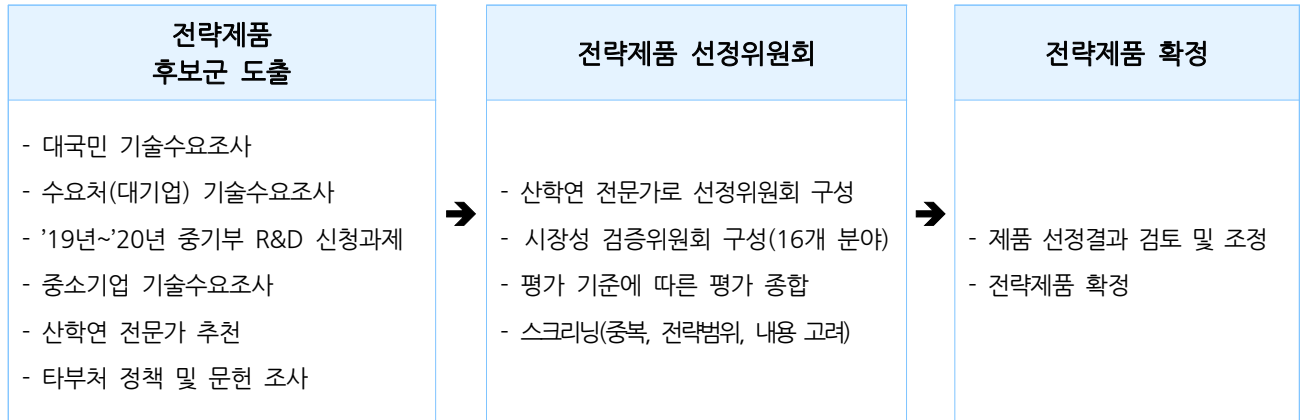 전략제품
후보군 도출
- 대국민 기술수요조사
- 수요처(대기업) 기술수요조사
- ’19년~’20년 중기부 R&D 신청과제
- 중소기업 기술수요조사
- 산학연 전문가 추천
- 타부처 정책 및 문헌 조사
전략제품 선정위원회
- 산학연 전문가로 선정위원회 구성
- 시장성 검증위원회 구성(16개 분야)
- 평가 기준에 따른 평가 종합
- 스크리닝(중복, 전략범위, 내용 고려)
전략제품 확정
- 제품 선정결과 검토 및 조정
- 전략제품 확정